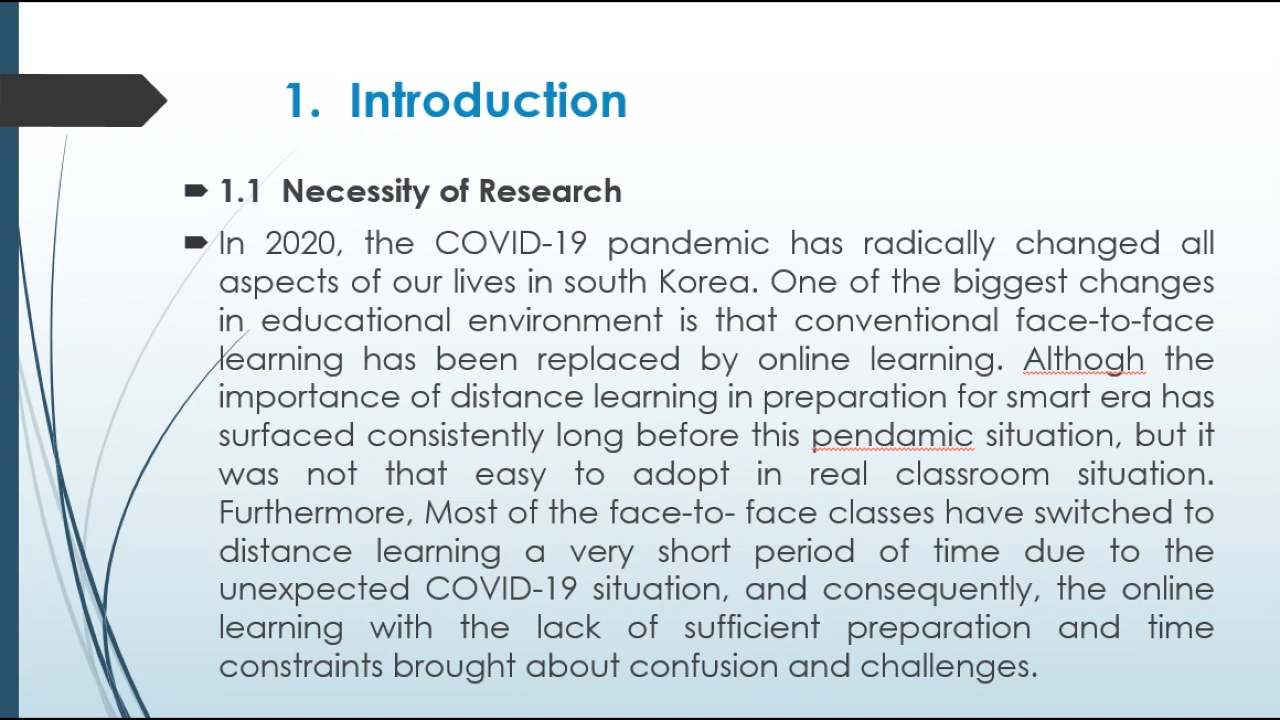 1. Introduction
1.1 Necessity of Research
In 2020, the COVID-19 pandemic has radically changed all
aspects of our lives in south Korea. One of the biggest changes
in educational environment is that conventional face-to-face
learning has been replaced by online learning. Althogh the
importance of distance learning in preparation for smart era has
surfaced consistently long before this pendamic situation, but it
was not that easy to adopt in real classroom situation.
Furthermore, Most of the face-to- face classes have switched to
distance learning a very short period of time due to the
unexpected COVID-19 situation, and consequently, the online
learning with the lack of sufficient preparation and time
constraints brought about confusion and challenges.